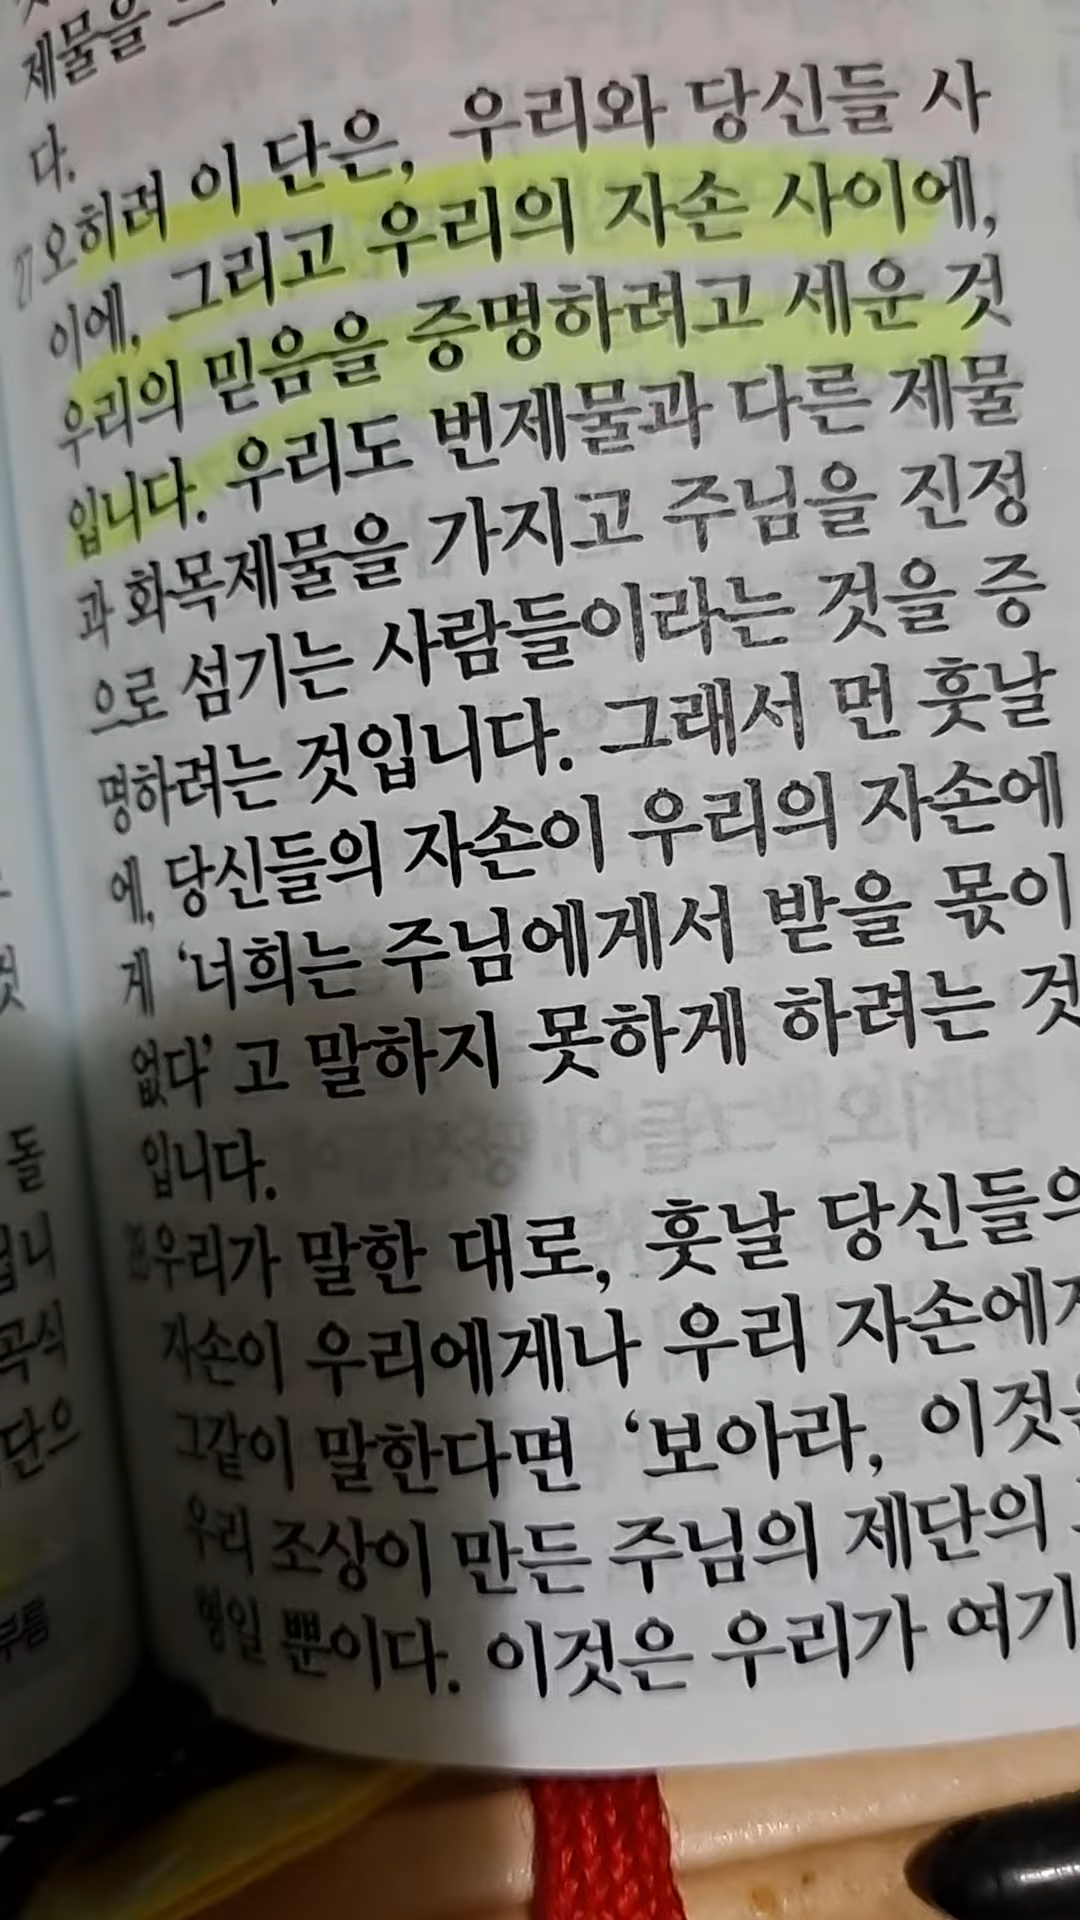 제물을
다.
27 오히려 이 단은, 우리와 당신들 사
이에, 그리고 우리의 자손 사이에,
우리의 믿음을 증명하려고 세운 것
입니다. 우리도 번제물과 다른 제물
과 화목제물을 가지고 주님을 진정
으로 섬기는 사람들이라는 것을 증
명하려는 것입니다. 그래서 먼 훗날
에, 당신들의 자손이 우리의 자손에
게 ‘너희는 주님에게서 받을 몫이
없다’ 고 말하지 못하게 하려는 것
입니다.
28 우리가 말한 대로, 훗날 당신들의
자손이 우리에게나 우리 자손에게
그같이 말한다면 ‘보아라, 이것은
우리 조상이 만든 주님의 제단의
형일 뿐이다. 이것은 우리가 여기
돌
곡식
단으